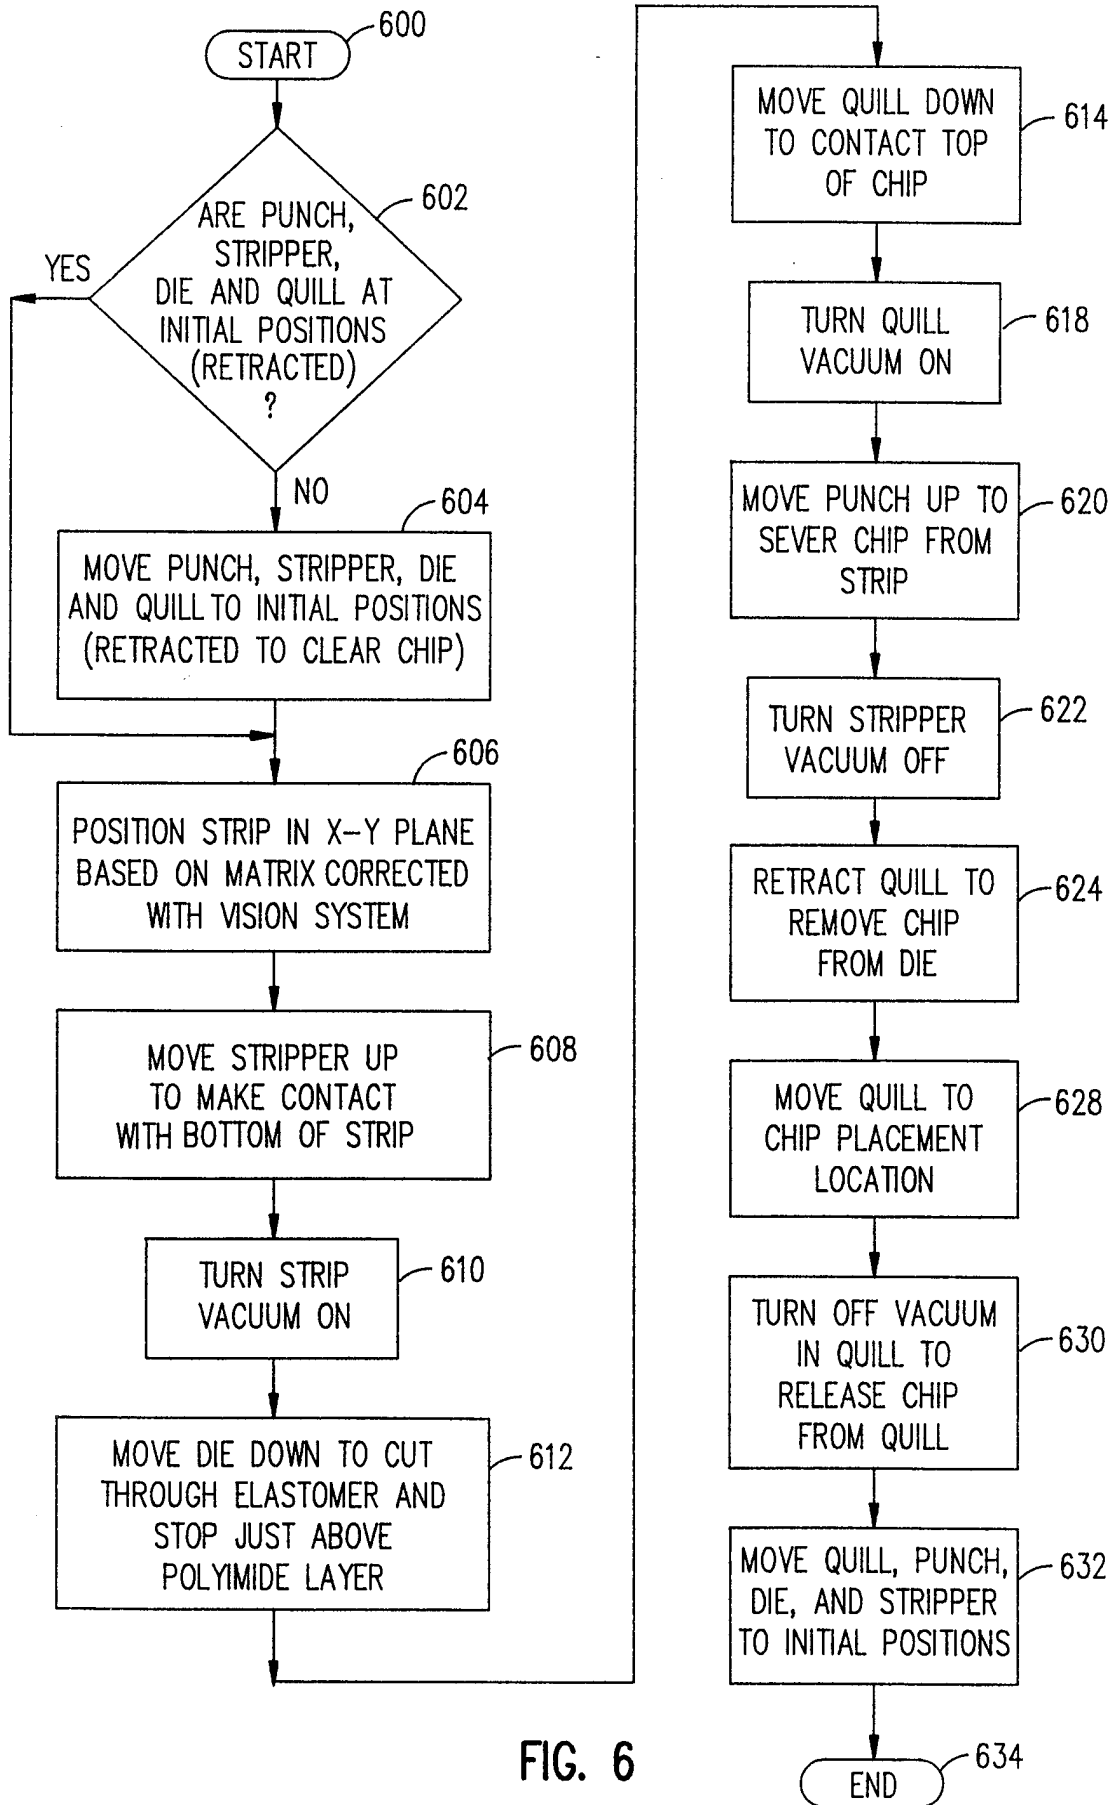 600
START
602
ARE PUNCH,
STRIPPER,
DIE AND QUILL AT
INITIAL POSITIONS
(RETRACTED)
?
YES
NO
604
MOVE PUNCH, STRIPPER, DIE
AND QUILL TO INITIAL POSITIONS
(RETRACTED TO CLEAR CHIP)
606
POSITION STRIP IN X-Y PLANE
BASED ON MATRIX CORRECTED
WITH VISION SYSTEM
608
MOVE STRIPPER UP
TO MAKE CONTACT
WITH BOTTOM OF STRIP
610
TURN STRIP
VACUUM ON
612
MOVE DIE DOWN TO CUT
THROUGH ELASTOMER AND
STOP JUST ABOVE
POLYIMIDE LAYER
614
MOVE QUILL DOWN
TO CONTACT TOP
OF CHIP
618
TURN QUILL
VACUUM ON
620
MOVE PUNCH UP TO
SEVER CHIP FROM
STRIP
622
TURN STRIPPER
VACUUM OFF
624
RETRACT QUILL TO
REMOVE CHIP
FROM DIE
628
MOVE QUILL TO
CHIP PLACEMENT
LOCATION
630
TURN OFF VACUUM
IN QUILL TO
RELEASE CHIP
FROM QUILL
632
MOVE QUILL, PUNCH,
DIE, AND STRIPPER
TO INITIAL POSITIONS
634
END
FIG. 6